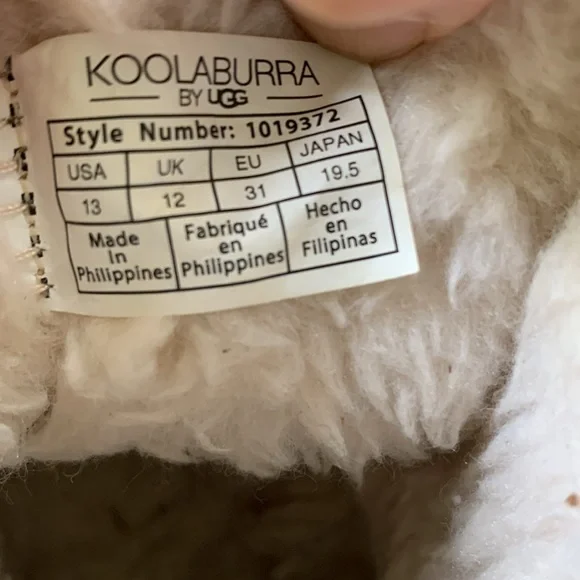 KOOLABURRA
BY UGG
Style Number: 1019372
USA UK EU JAPAN
13 12 31 19.5
Made in Philippines
Fabriqué en Philippines
Hecho en Filipinas